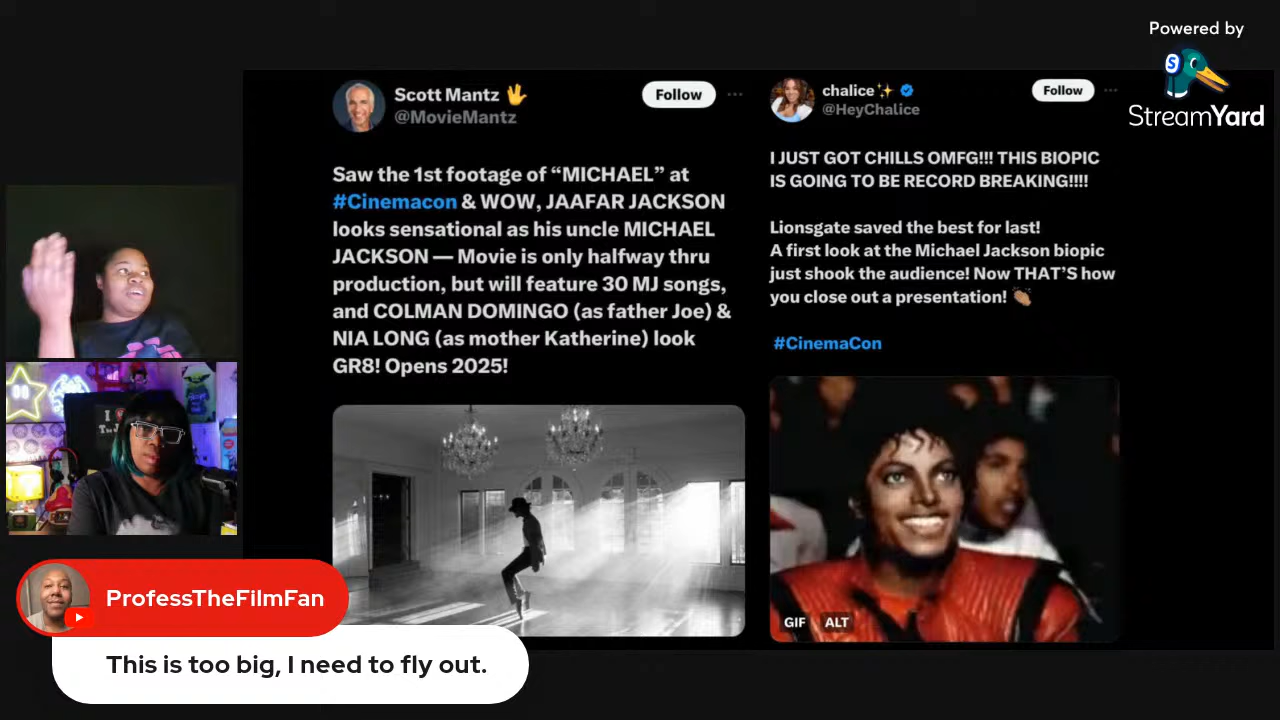 Powered by
StreamYard
Scott Mantz 🖖
@MovieMantz
Follow
Saw the 1st footage of “MICHAEL” at
#Cinemacon & WOW, JAAFAR JACKSON
looks sensational as his uncle MICHAEL
JACKSON — Movie is only halfway thru
production, but will feature 30 MJ songs,
and COLMAN DOMINGO (as father Joe) &
NIA LONG (as mother Katherine) look
GR8! Opens 2025!
chalice✨
@HeyChalice
Follow
I JUST GOT CHILLS OMFG!!! THIS BIOPIC
IS GOING TO BE RECORD BREAKING!!!!
Lionsgate saved the best for last!
A first look at the Michael Jackson biopic
just shook the audience! Now THAT’S how
you close out a presentation! 👏🏽
#CinemaCon
GIF ALT
ProfessTheFilmFan
This is too big, I need to fly out.